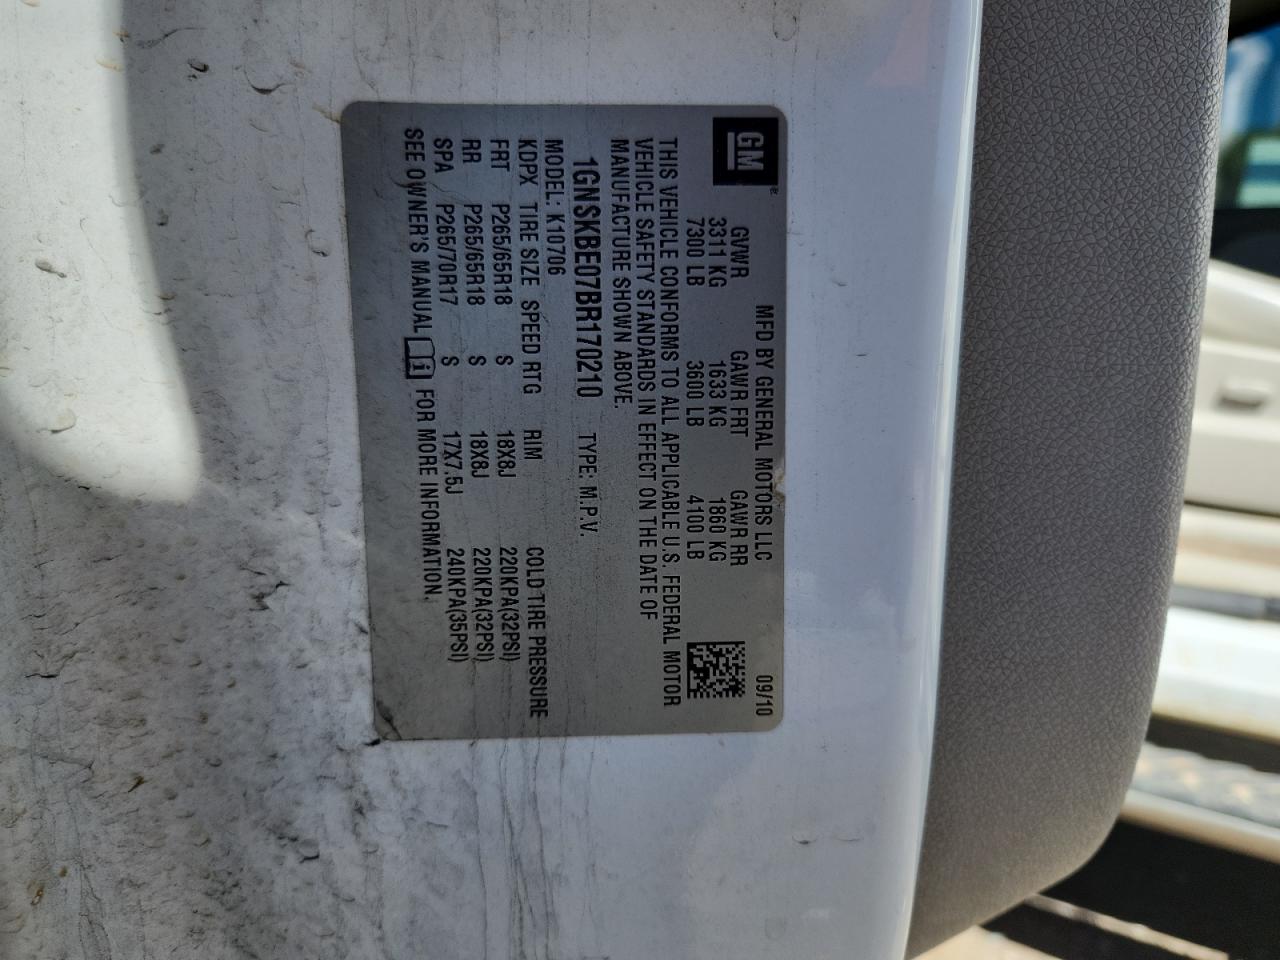 GM®
MFD BY GENERAL MOTORS LLC 09/10
GVWR GAWR FRT GAWR RR
3311 KG 1633 KG 1860 KG
7300 LB 3600 LB 4100 LB
THIS VEHICLE CONFORMS TO ALL APPLICABLE U.S. FEDERAL MOTOR
VEHICLE SAFETY STANDARDS IN EFFECT ON THE DATE OF
MANUFACTURE SHOWN ABOVE.
1GNSKBE07BR170210 TYPE: M.P.V.
MODEL: K10706
KDPX TIRE SIZE SPEED RTG RIM COLD TIRE PRESSURE
FRT P265/65R18 S 18X8J 220KPA(32PSI)
RR P265/65R18 S 18X8J 220KPA(32PSI)
SPA P265/70R17 S 17X7.5J 240KPA(35PSI)
SEE OWNER'S MANUAL i FOR MORE INFORMATION.